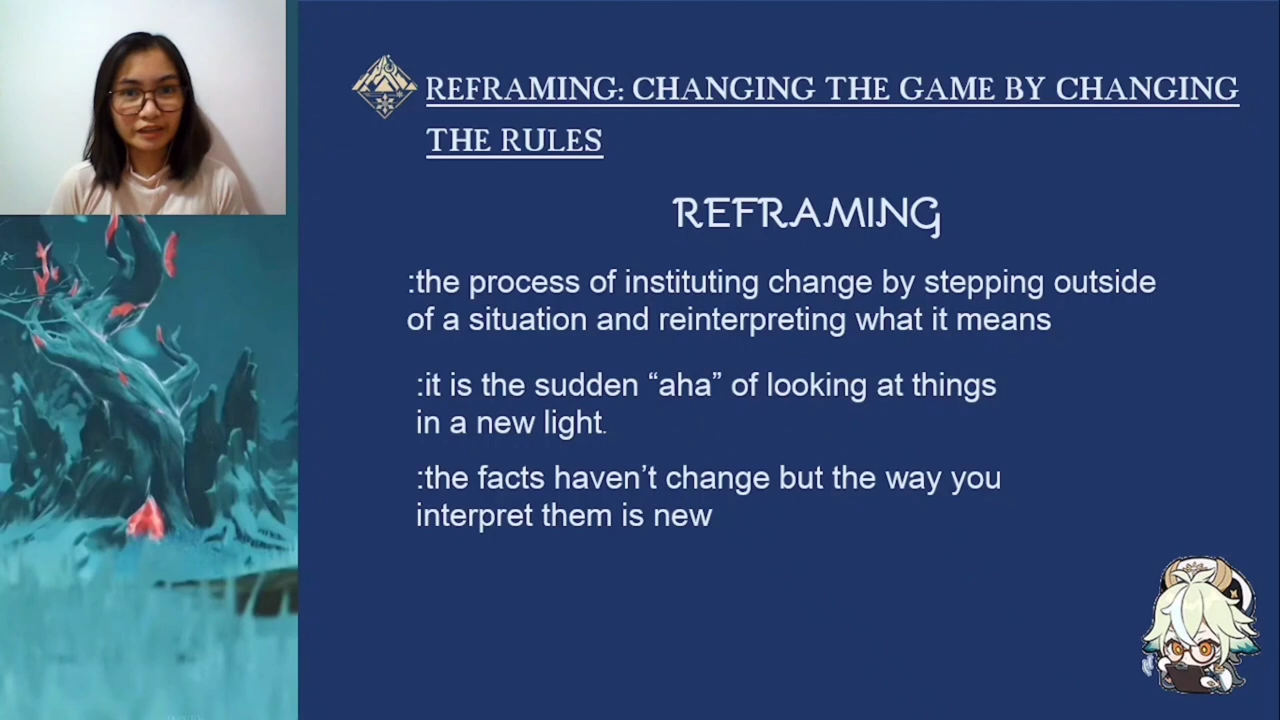 REFRAMING: CHANGING THE GAME BY CHANGING
THE RULES
REFRAMING
:the process of instituting change by stepping outside
of a situation and reinterpreting what it means
:it is the sudden “aha” of looking at things
in a new light.
:the facts haven’t change but the way you
interpret them is new